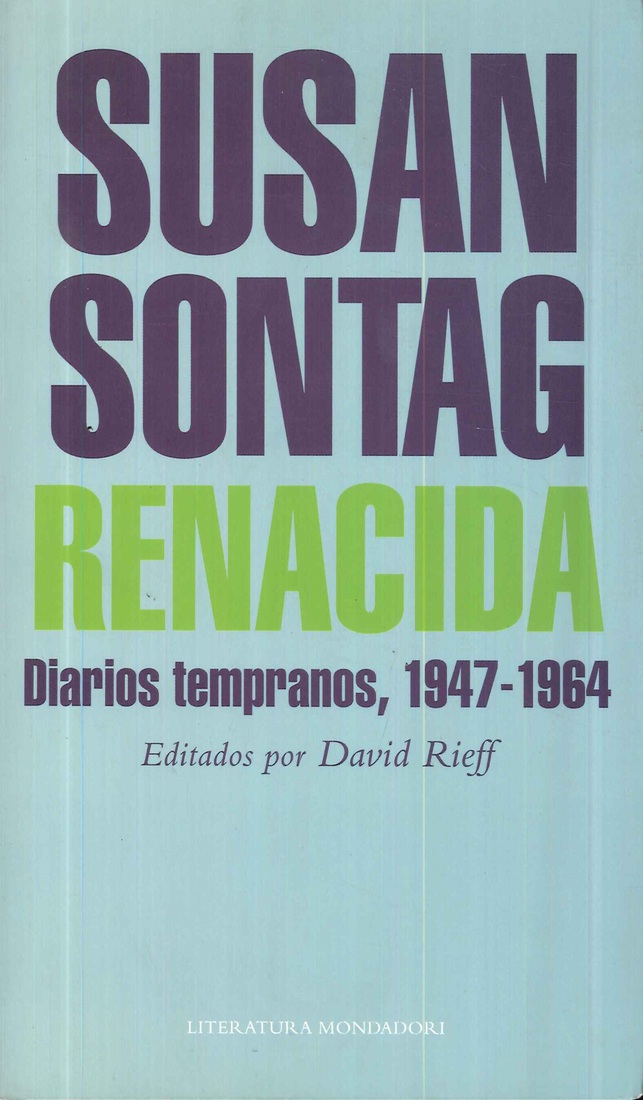 SUSAN
SONTAG
RENACIDA
Diarios tempranos, 1947-1964
Editados por David Rieff
LITERATURA MONDADORI